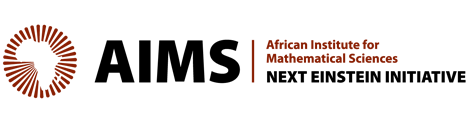 AIMS
African Institute for
Mathematical Sciences
NEXT EINSTEIN INITIATIVE